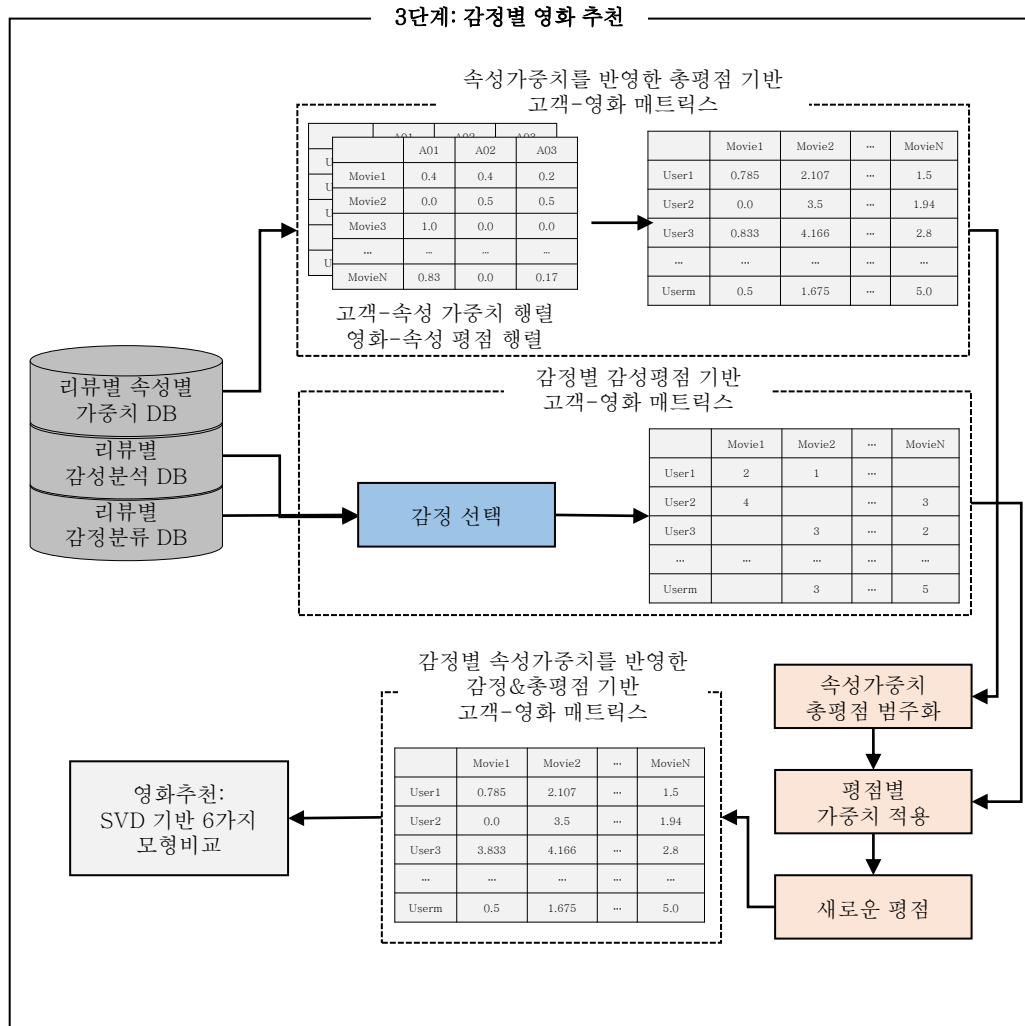 3단계: 감정별 영화 추천
속성가중치를 반영한 총평점 기반
고객-영화 매트릭스
A01 A02 A03
Movie1 0.4 0.4 0.2
Movie2 0.0 0.5 0.5
Movie3 1.0 0.0 0.0
... ... ... ...
MovieN 0.83 0.0 0.17
고객-속성 가중치 행렬
영화-속성 평점 행렬
Movie1 Movie2 ... MovieN
User1 0.785 2.107 ... 1.5
User2 0.0 3.5 ... 1.94
User3 0.833 4.166 ... 2.8
... ... ... ... ...
Userm 0.5 1.675 ... 5.0
리뷰별 속성별
가중치 DB
리뷰별
감성분석 DB
리뷰별
감정분류 DB
감정별 감성평점 기반
고객-영화 매트릭스
감정 선택
Movie1 Movie2 ... MovieN
User1 2 1 ...
User2 4 ... 3
User3 3 ... 2
... ... ... ... ...
Userm 3 ... 5
속성가중치
총평점 범주화
평점별
가중치 적용
새로운 평점
감정별 속성가중치를 반영한
감정&총평점 기반
고객-영화 매트릭스
Movie1 Movie2 ... MovieN
User1 0.785 2.107 ... 1.5
User2 0.0 3.5 ... 1.94
User3 3.833 4.166 ... 2.8
... ... ... ... ...
Userm 0.5 1.675 ... 5.0
영화추천:
SVD 기반 6가지
모형비교